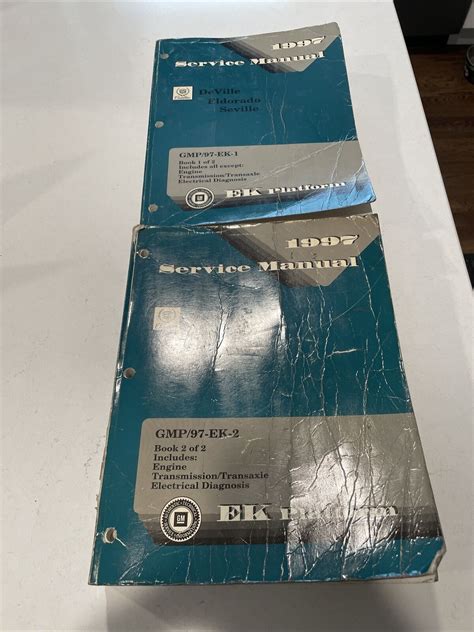 1997
Service Manual
DeVille
Eldorado
Seville
GMP/97-EK-1
Book 1 of 2
Includes all except:
Engine
Transmission/Transaxle
Electrical Diagnosis
EK Platform
GM
1997
Service Manual
GMP/97-EK-2
Book 2 of 2
Includes:
Engine
Transmission/Transaxle
Electrical Diagnosis
GM
EK Platform